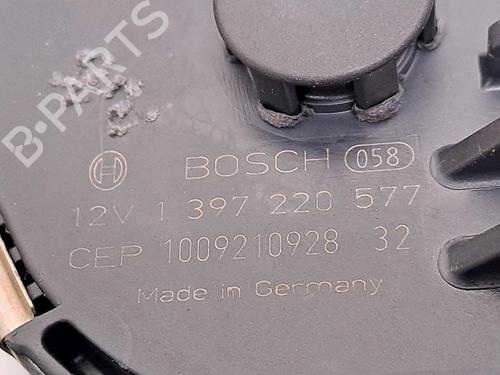 B-PARTS
BOSCH 058
12V 1 397 220 577
CEP 1009210928 32
Made in Germany